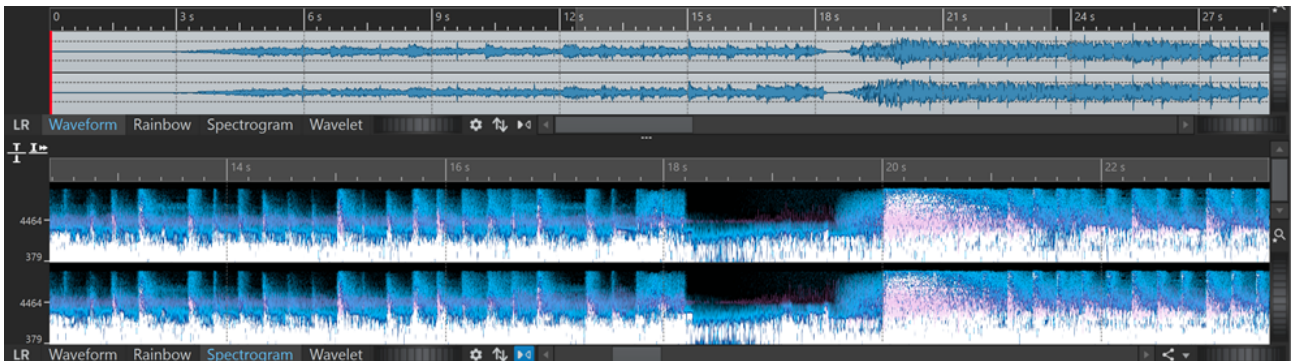 0 3 s 6 s 9 s 12 s 15 s 18 s 21 s 24 s 27 s
LR Waveform Rainbow Spectrogram Wavelet
14 s 16 s 18 s 20 s 22 s
4464
379
4464
379
LR Waveform Rainbow Spectrogram Wavelet